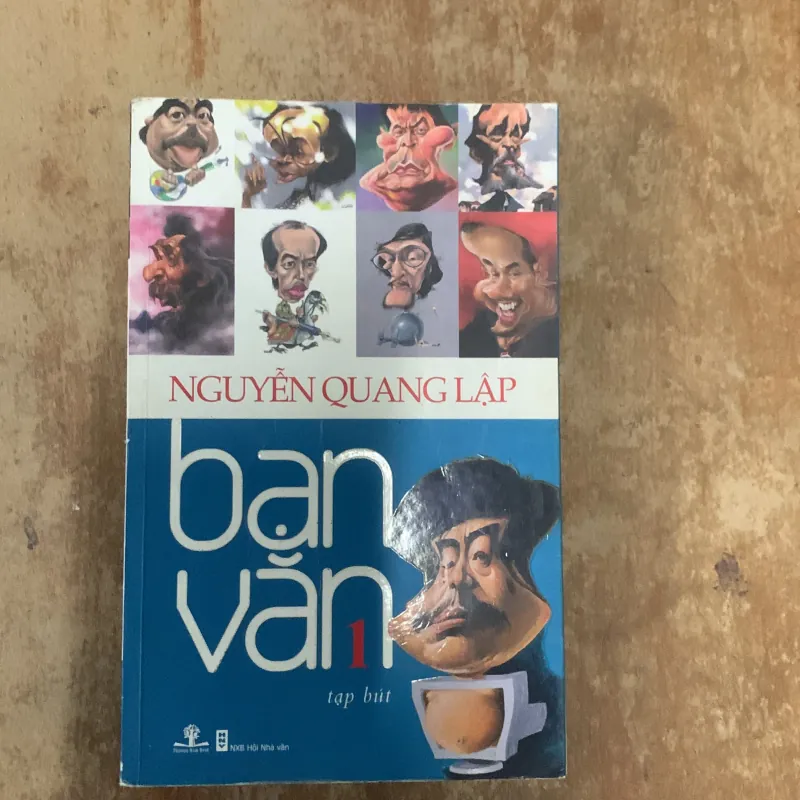 NGUYỄN QUANG LẬP
bạn
văn 1
tạp bút
NXB Hội Nhà văn